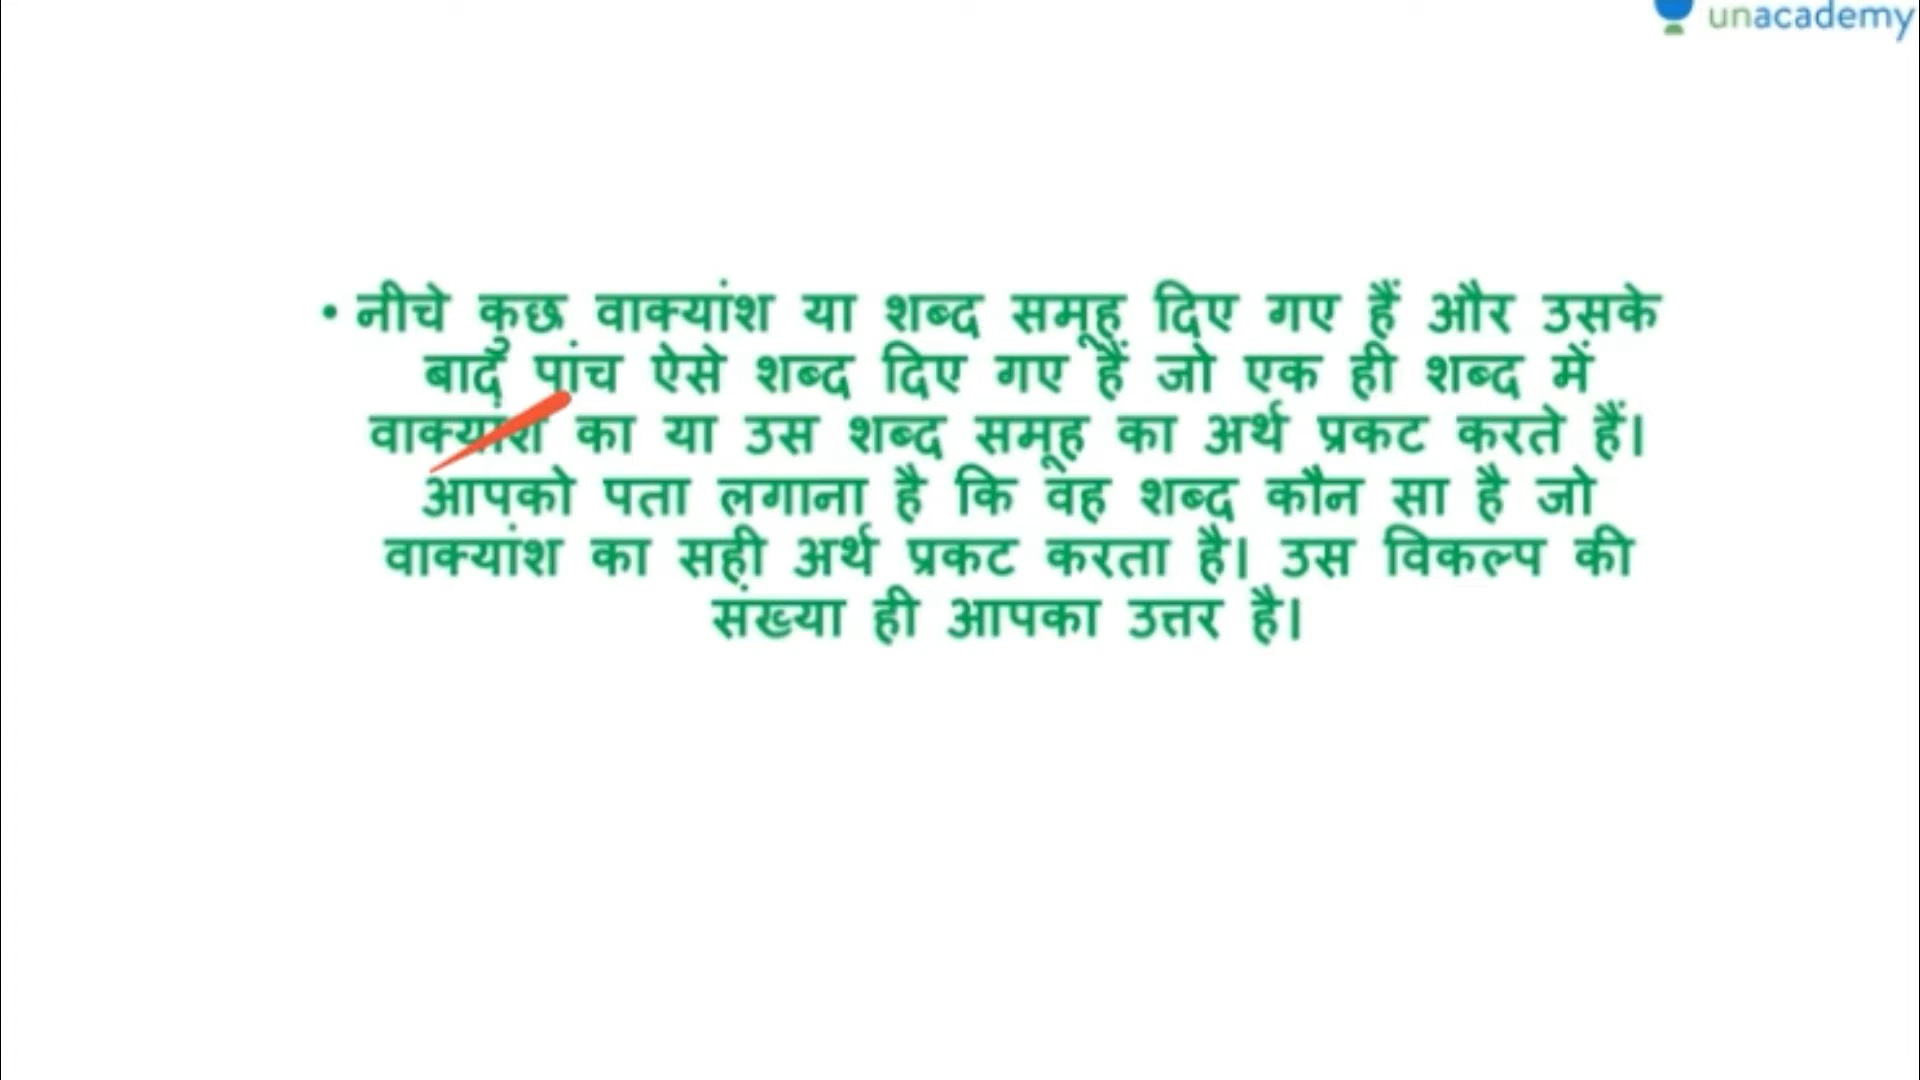 unacademy
• नीचे कुछ वाक्यांश या शब्द समूह दिए गए हैं और उसके
बाद पांच ऐसे शब्द दिए गए हैं जो एक ही शब्द में
वाक्यांश का या उस शब्द समूह का अर्थ प्रकट करते हैं।
आपको पता लगाना है कि वह शब्द कौन सा है जो
वाक्यांश का सही अर्थ प्रकट करता है। उस विकल्प की
संख्या ही आपका उत्तर है।